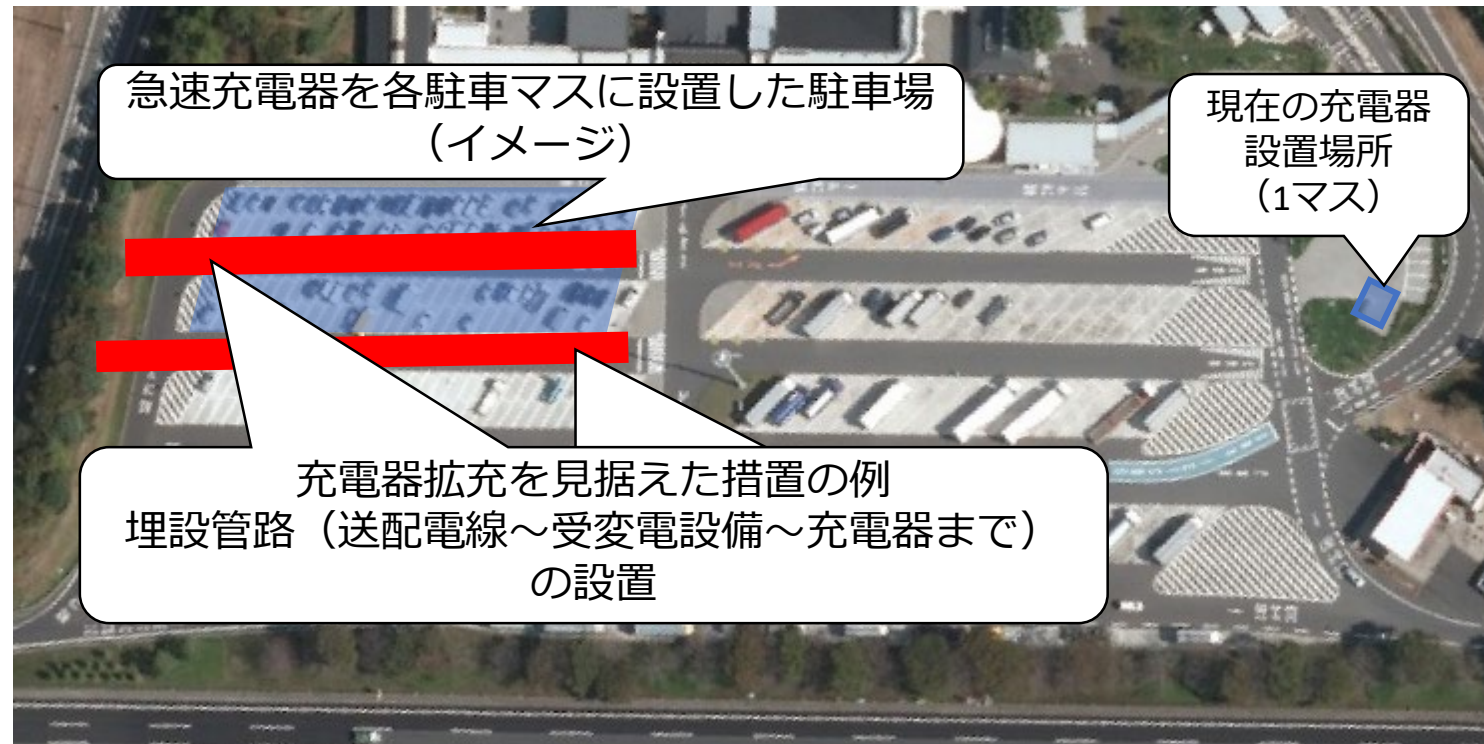 急速充電器を各駐車マスに設置した駐車場
（イメージ）
現在の充電器
設置場所
（1マス）
充電器拡充を見据えた措置の例
埋設管路（送配電線～受変電設備～充電器まで）
の設置